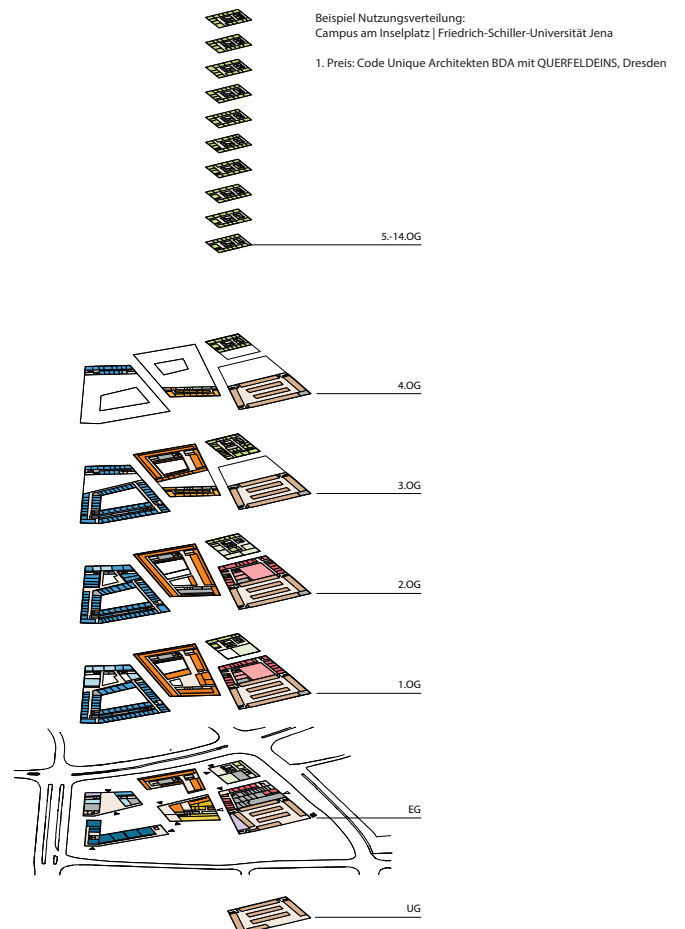 Beispiel Nutzungsverteilung:
Campus am Inselplatz | Friedrich-Schiller-Universität Jena
1. Preis: Code Unique Architekten BDA mit QUERFELDEINS, Dresden
5.-14.OG
4.OG
3.OG
2.OG
1.OG
EG
UG